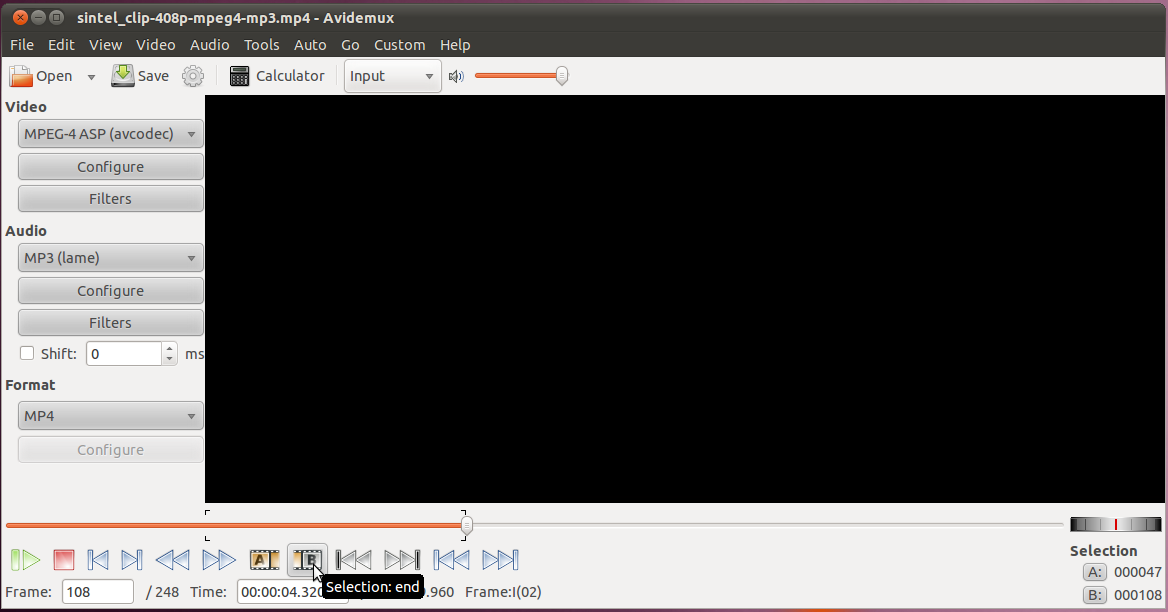 sintel_clip-408p-mpeg4-mp3.mp4 - Avidemux
File Edit View Video Audio Tools Auto Go Custom Help
Open Save Calculator Input
Video
MPEG-4 ASP (avcodec)
Configure
Filters
Audio
MP3 (lame)
Configure
Filters
Shift: 0 ms
Format
MP4
Configure
A B
Selection
A: 000047
B: 000108
Selection: end
Frame: 108 / 248 Time: 00:00:04.320 .960 Frame:I(02)